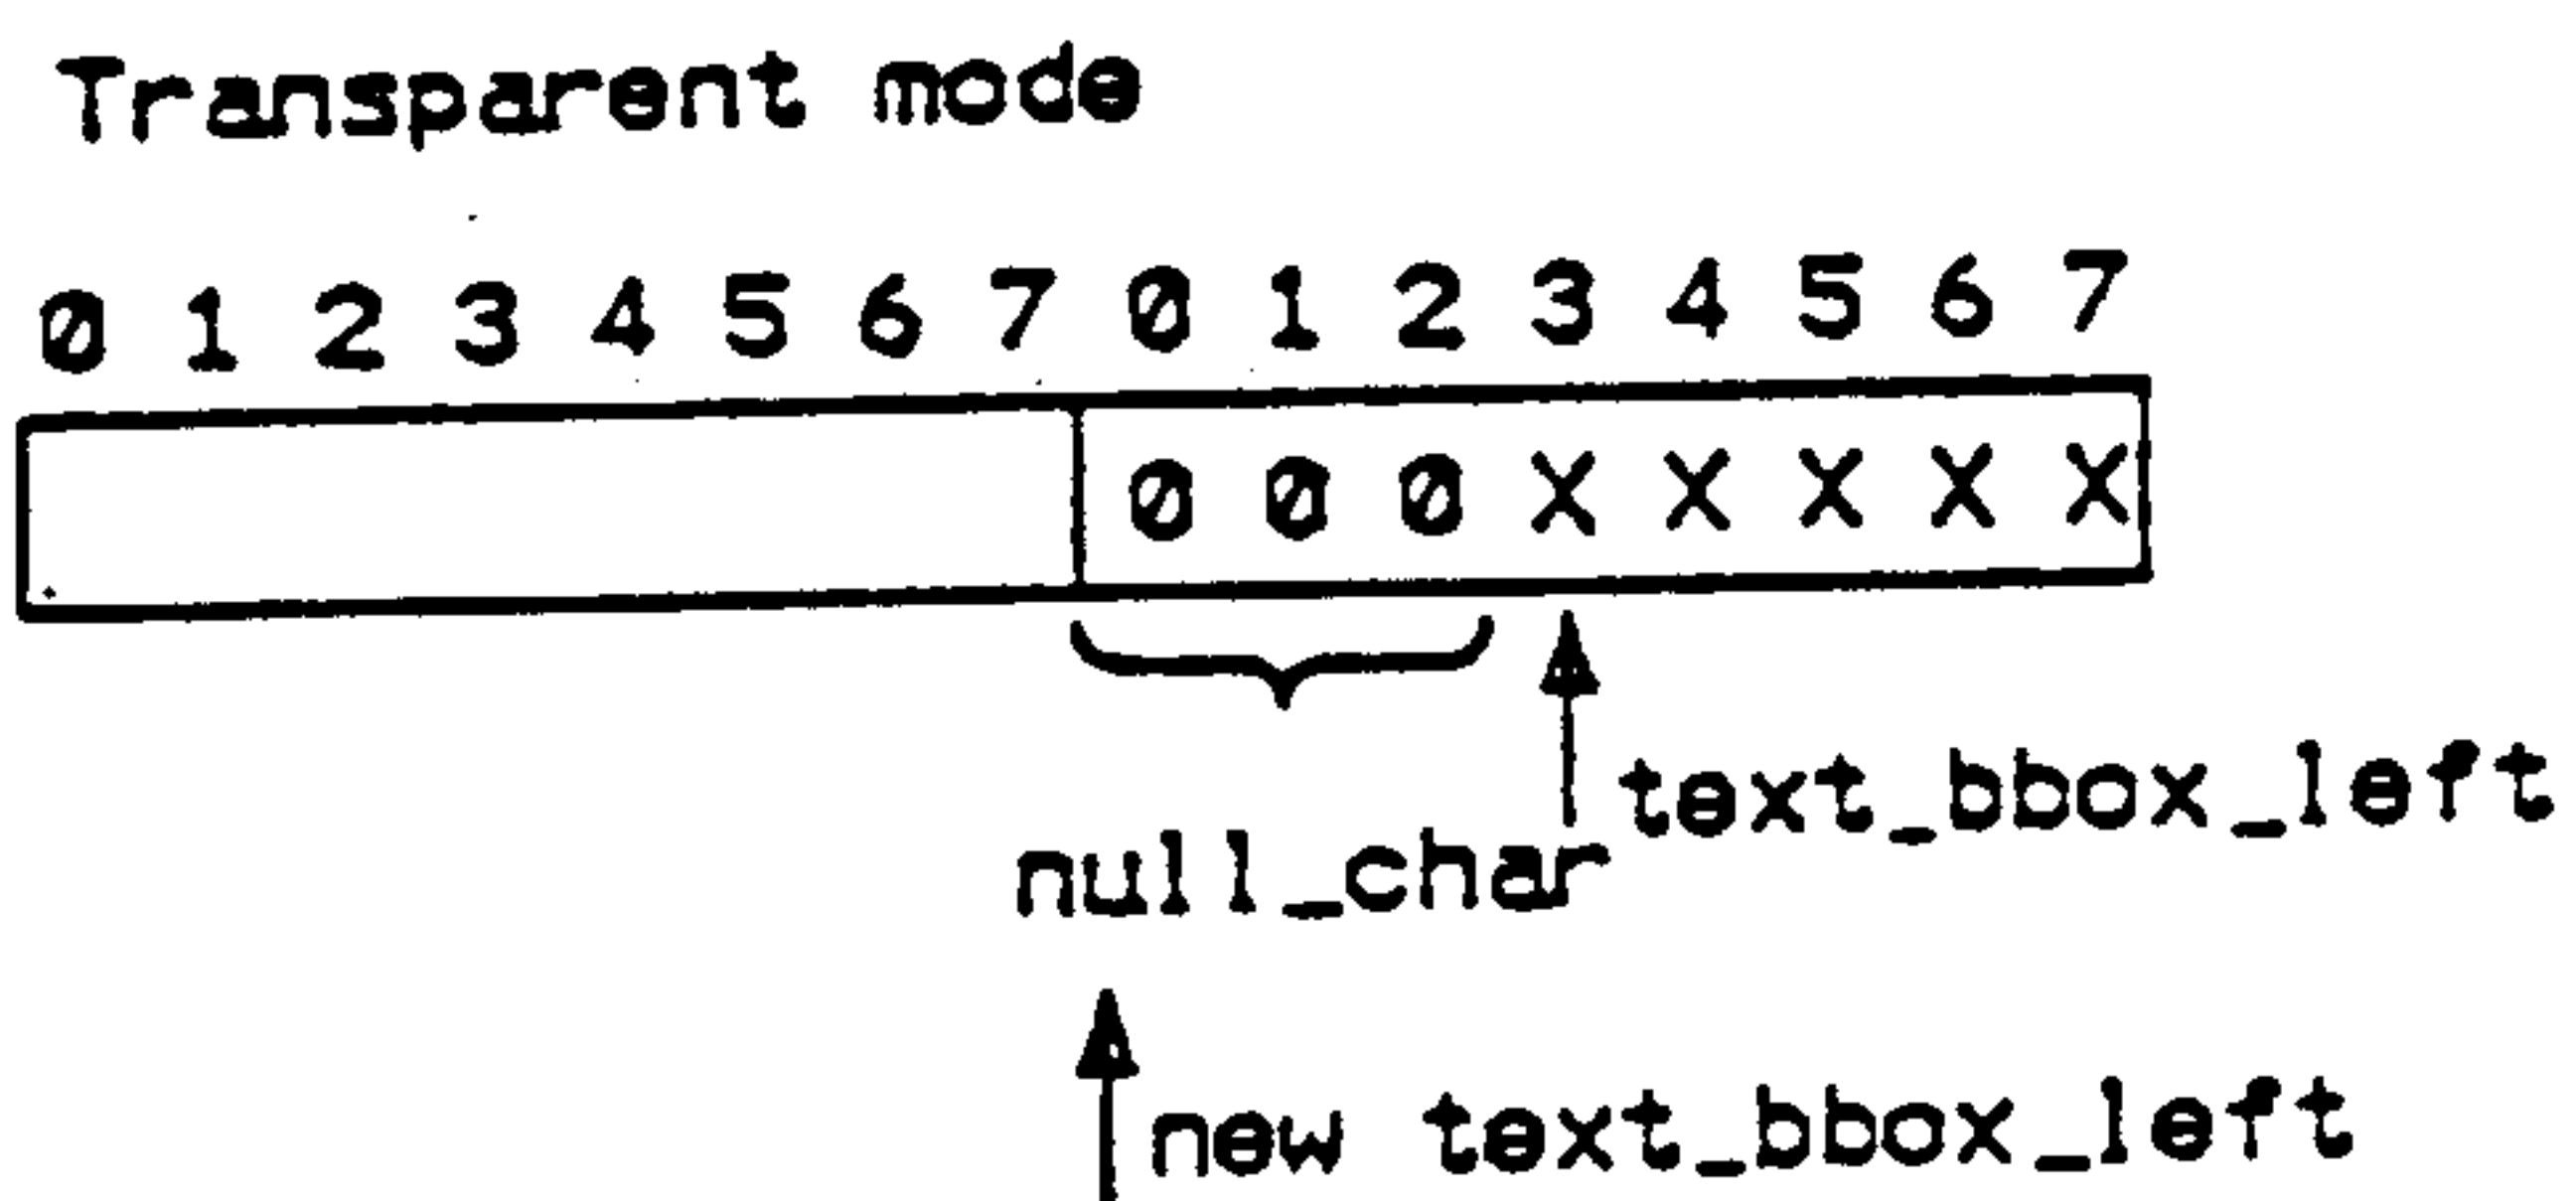 Transparent mode
0 1 2 3 4 5 6 7 0 1 2 3 4 5 6 7
0 0 0 X X X X X
text_bbox_left
null_char
new text_bbox_left